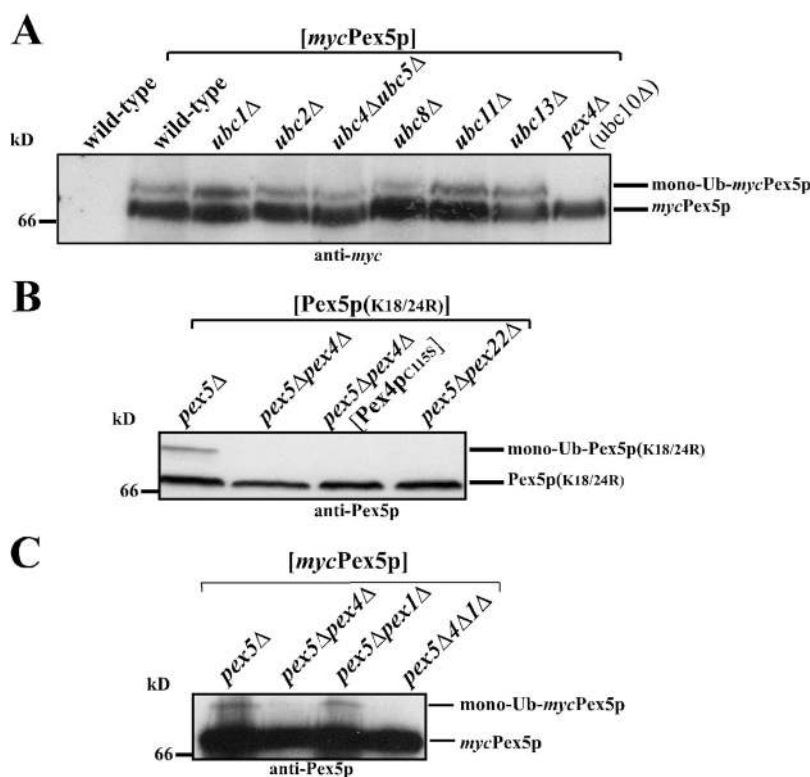 A
[mycPex5p]
wild-type
wild-type
ubc1Δ
ubc2Δ
ubc4Δubc5Δ
ubc8Δ
ubc11Δ
ubc13Δ
pex4Δ
(ubc10Δ)
kD
mono-Ub-mycPex5p
mycPex5p
66
anti-myc
B
[Pex5p(K18/24R)]
pex5Δ
pex5Δpex4Δ
pex5Δpex4Δ
[Pex4pC115S]
pex5Δpex22Δ
kD
mono-Ub-Pex5p(K18/24R)
Pex5p(K18/24R)
66
anti-Pex5p
C
[mycPex5p]
pex5Δ
pex5Δpex4Δ
pex5Δpex1Δ
pex5Δ4Δ1Δ
kD
mono-Ub-mycPex5p
mycPex5p
66
anti-Pex5p